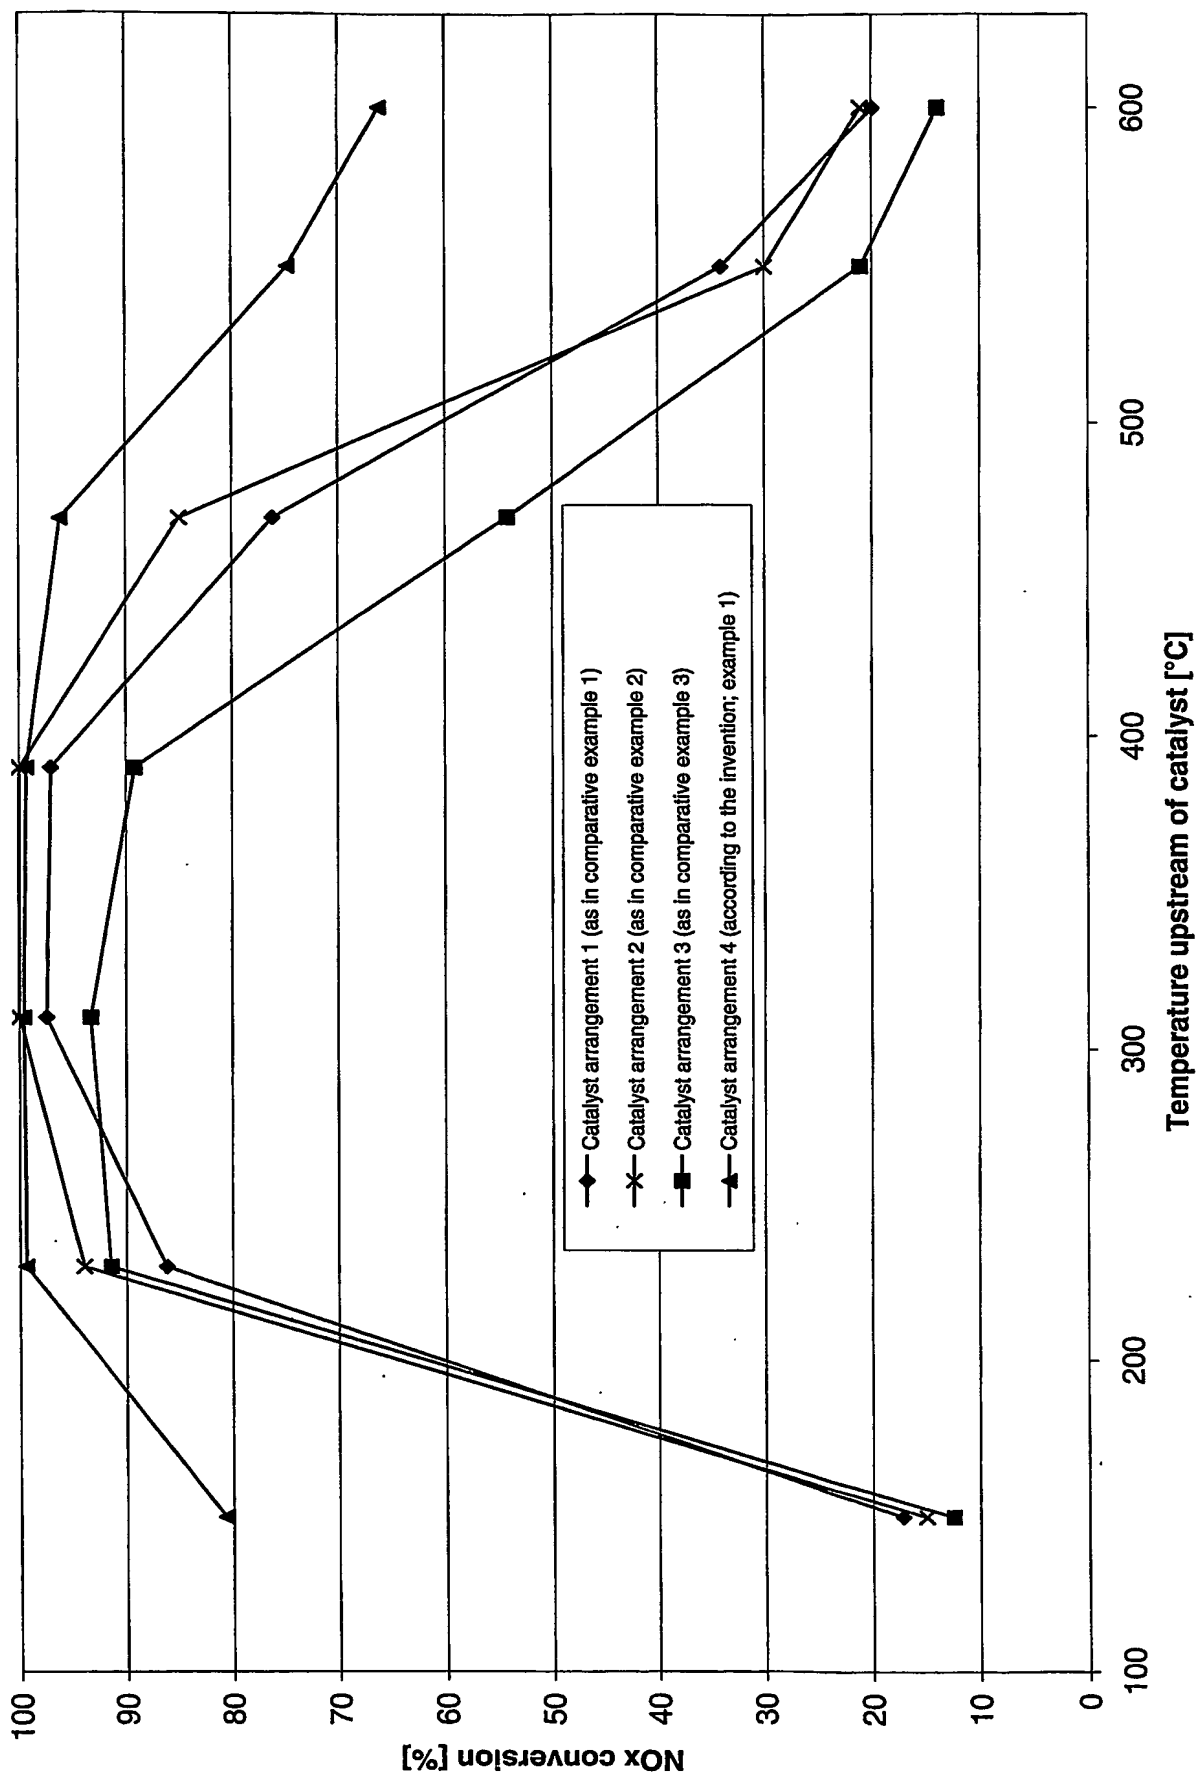 NOx conversion [%]
100
90
80
70
60
50
40
30
20
10
0
Catalyst arrangement 1 (as in comparative example 1)
Catalyst arrangement 2 (as in comparative example 2)
Catalyst arrangement 3 (as in comparative example 3)
Catalyst arrangement 4 (according to the invention; example 1)
100
200
300
400
500
600
Temperature upstream of catalyst [°C]